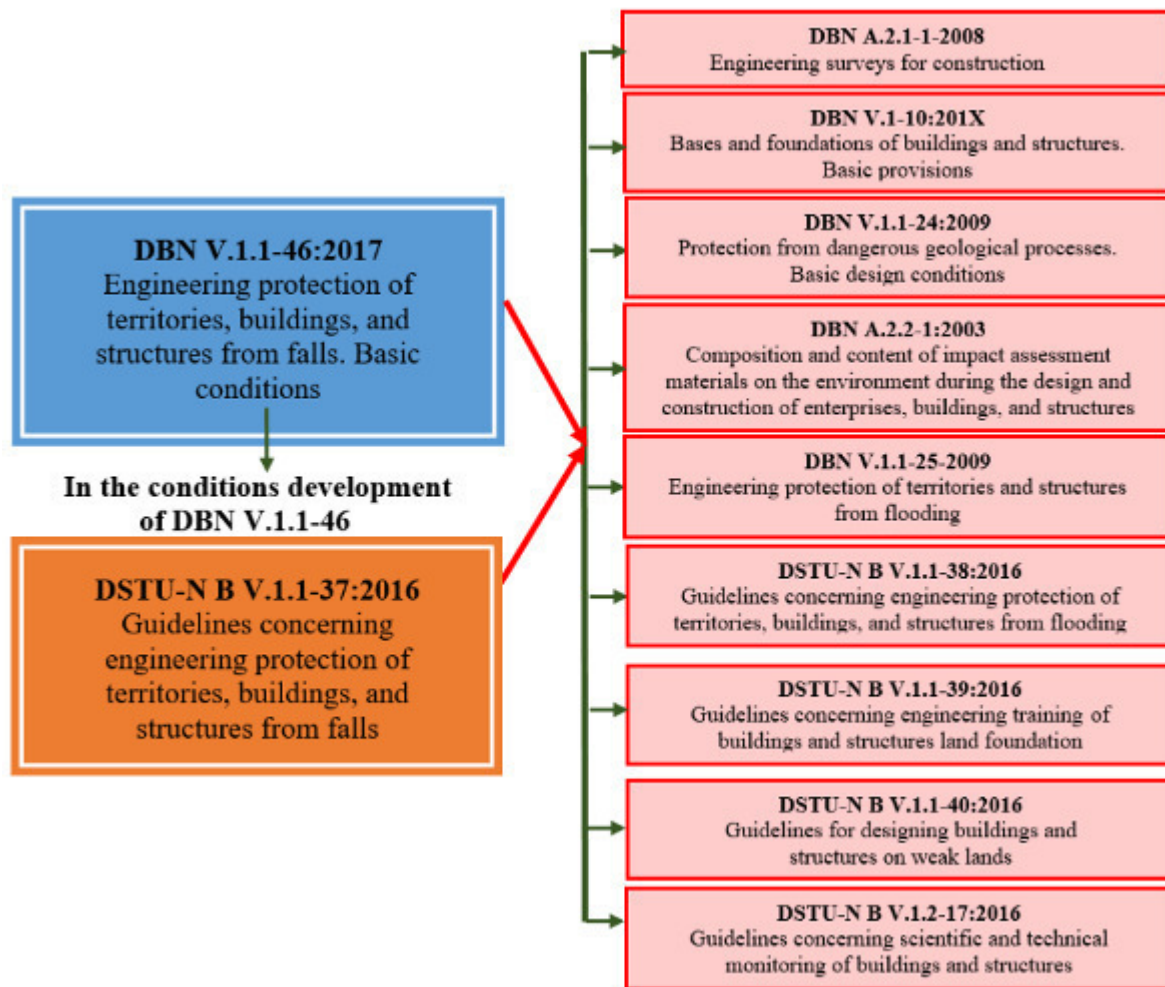 DBN V.1.1-46:2017
Engineering protection of
territories, buildings, and
structures from falls. Basic
conditions
In the conditions development
of DBN V.1.1-46
DSTU-N B V.1.1-37:2016
Guidelines concerning
engineering protection of
territories, buildings, and
structures from falls
DBN A.2.1-1-2008
Engineering surveys for construction
DBN V.1-10:201X
Bases and foundations of buildings and structures.
Basic provisions
DBN V.1.1-24:2009
Protection from dangerous geological processes.
Basic design conditions
DBN A.2.2-1:2003
Composition and content of impact assessment
materials on the environment during the design and
construction of enterprises, buildings, and structures
DBN V.1.1-25-2009
Engineering protection of territories and structures
from flooding
DSTU-N B V.1.1-38:2016
Guidelines concerning engineering protection of
territories, buildings, and structures from flooding
DSTU-N B V.1.1-39:2016
Guidelines concerning engineering training of
buildings and structures land foundation
DSTU-N B V.1.1-40:2016
Guidelines for designing buildings and
structures on weak lands
DSTU-N B V.1.2-17:2016
Guidelines concerning scientific and technical
monitoring of buildings and structures